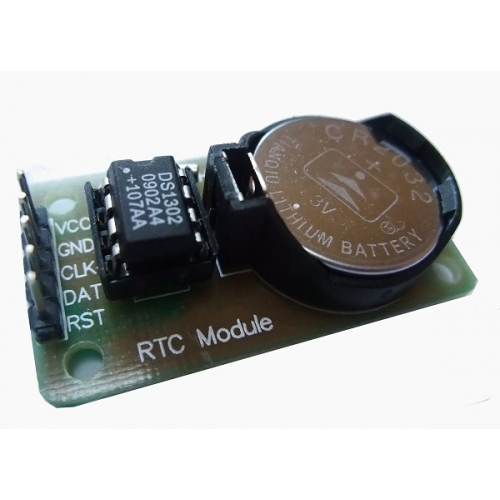 VCC
GND
CLK
DAT
RST
DS1302
0902A4
+107AA
RTC Module
CR2032
+
3V
LITHIUM BATTERY